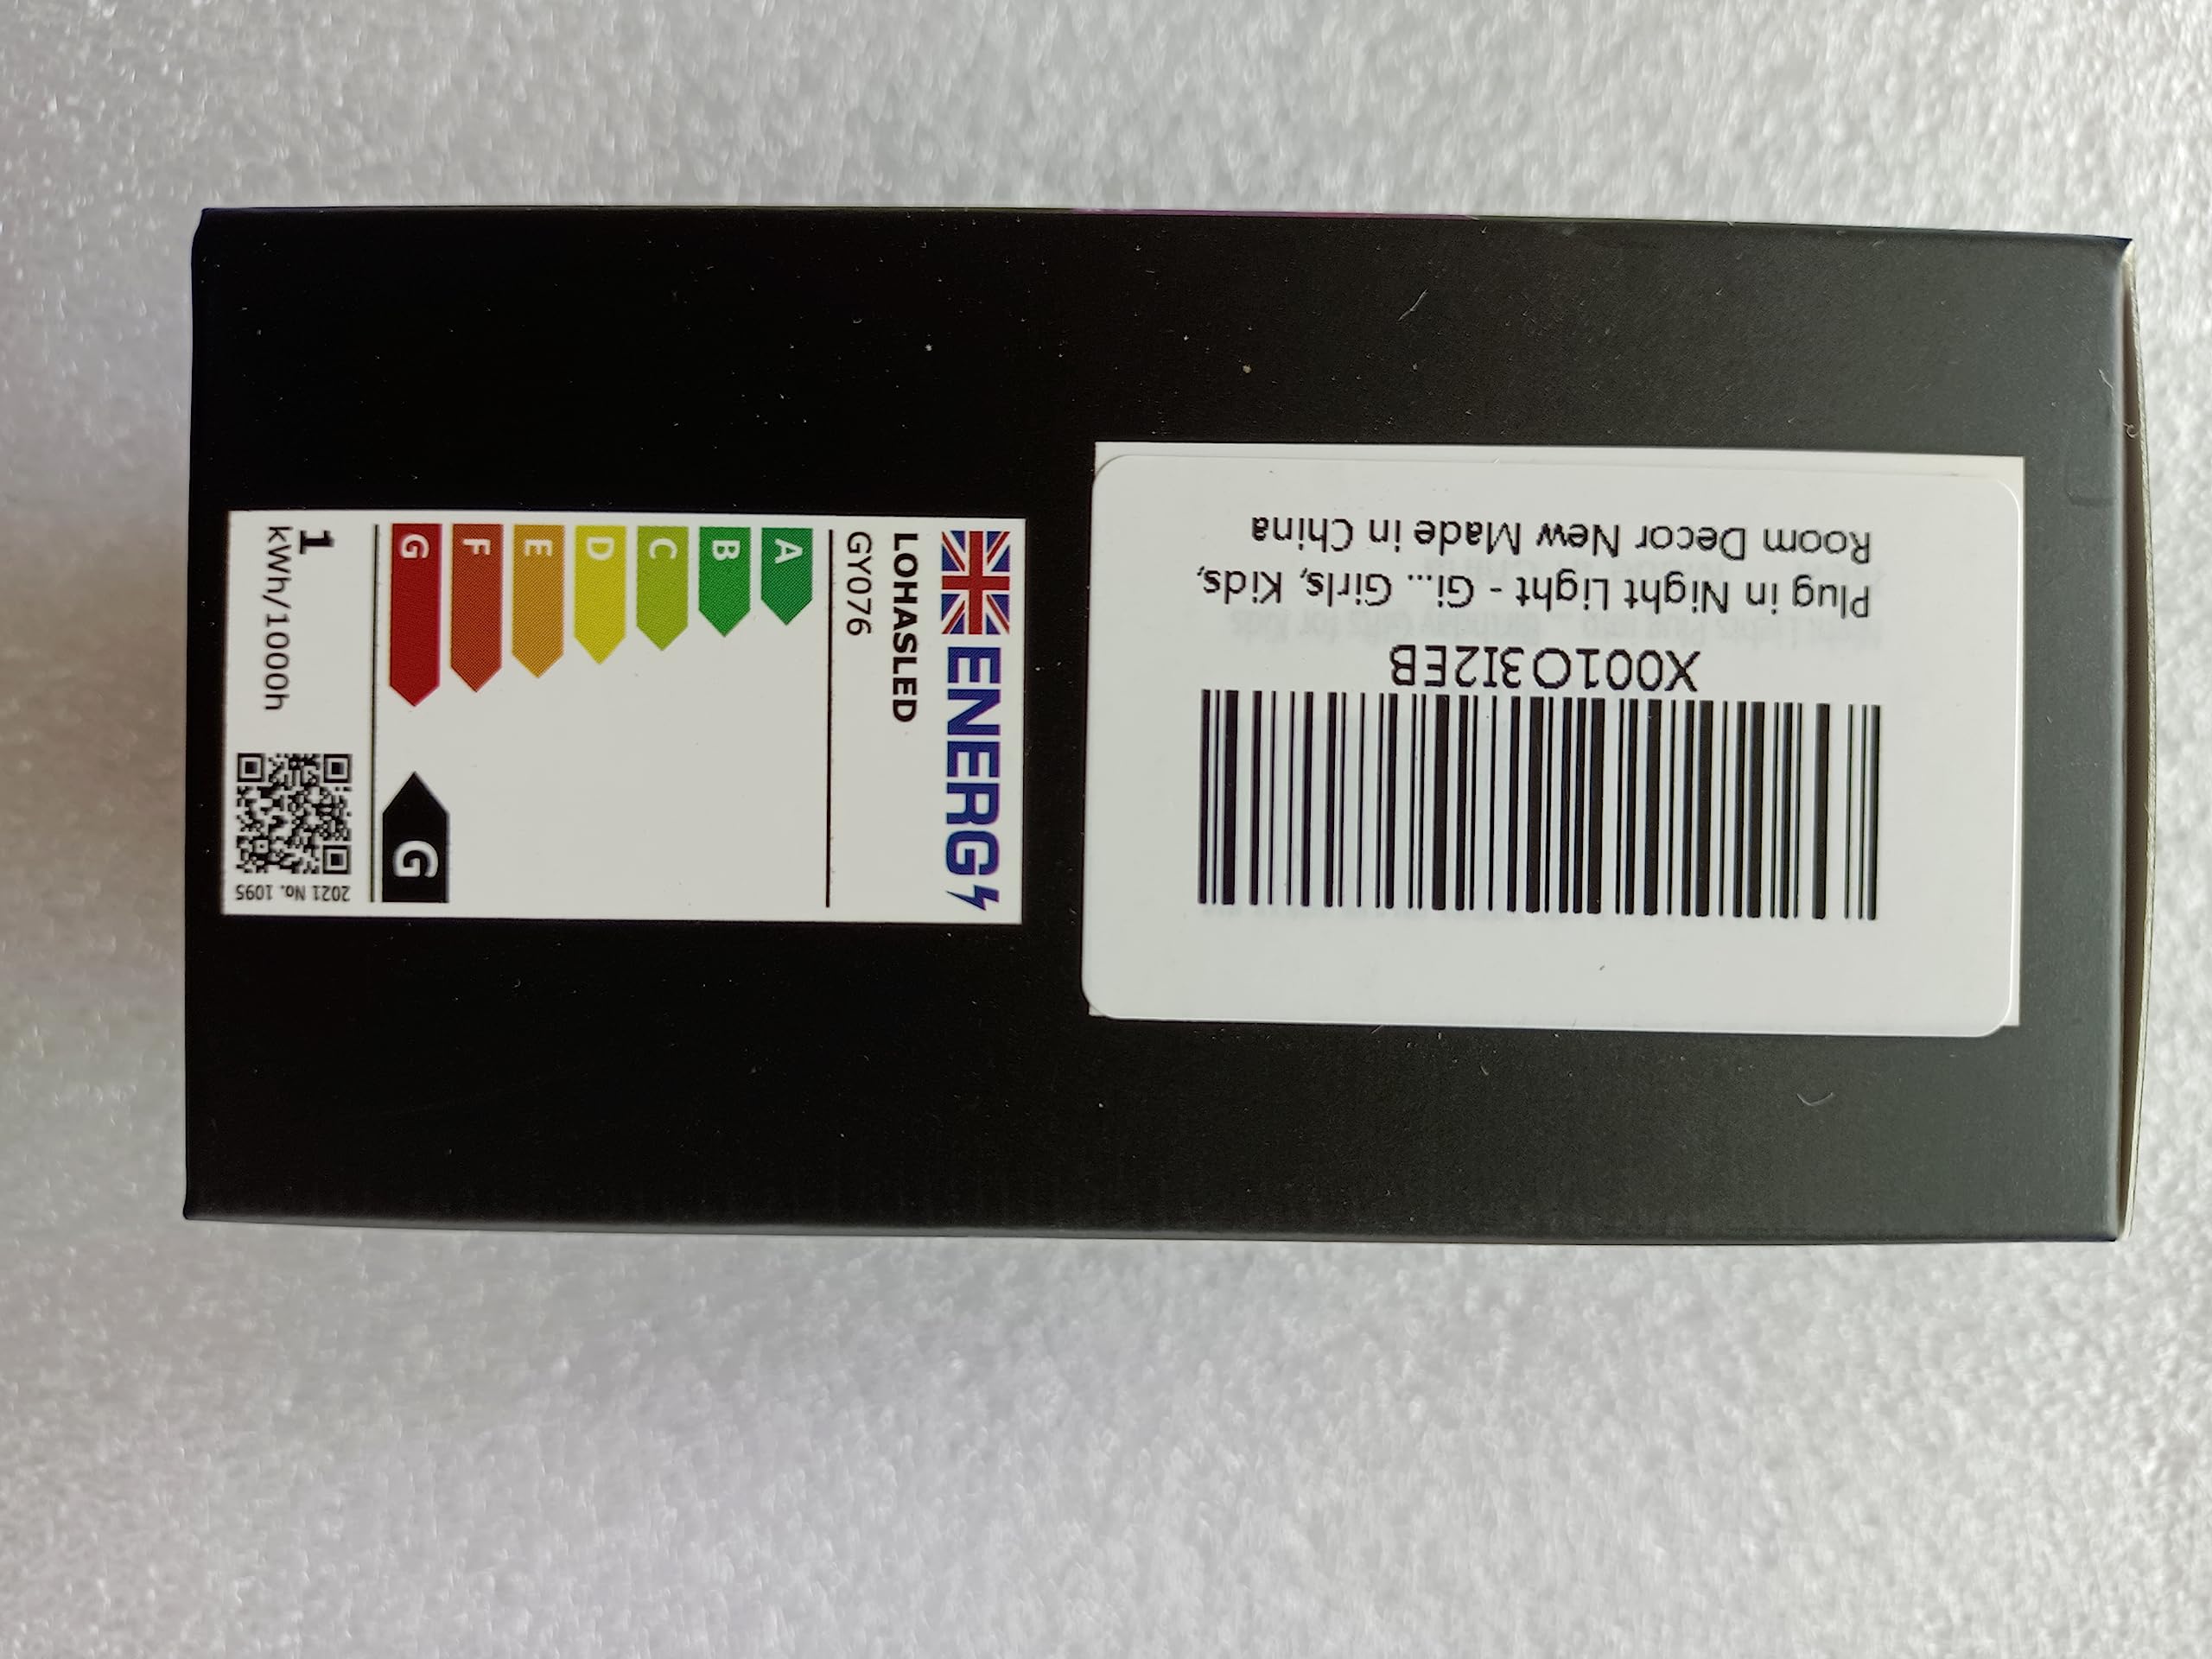 ENERG
LOHASLED
GY076
A
B
C
D
E
F
G
G
1
kWh/1000h
2021 No. 1095
X001O3I2EB
Plug in Night Light - Gi... Girls, Kids,
Room Decor New Made in China